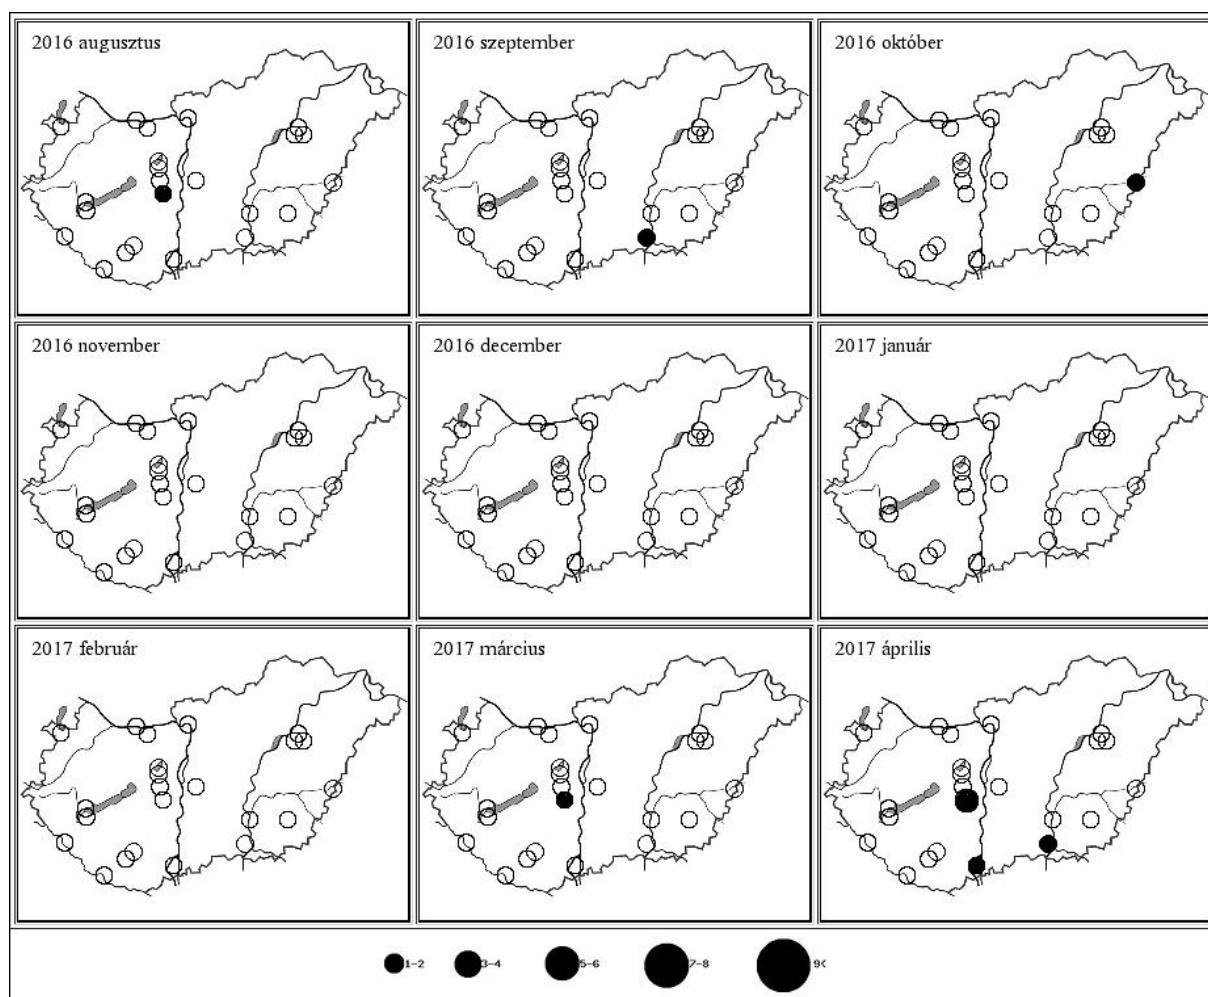 2016 augusztus
2016 szeptember
2016 október
2016 november
2016 december
2017 január
2017 február
2017 március
2017 április
1-2 3-4 5-6 7-8 9<